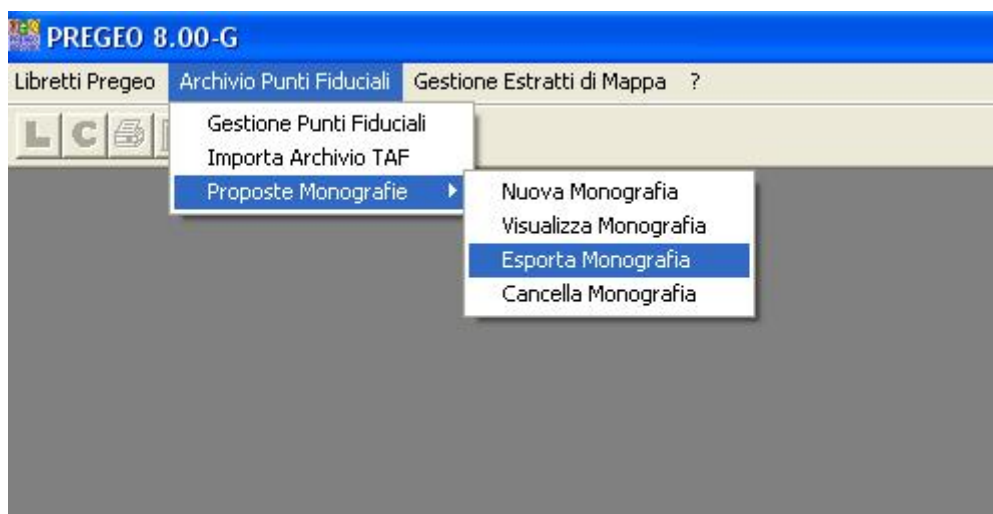 PREGEO 8.00-G
Libretti Pregeo Archivio Punti Fiduciali Gestione Estratti di Mappa ?
L C
Gestione Punti Fiduciali
Importa Archivio TAF
Proposte Monografie
Nuova Monografia
Visualizza Monografia
Esporta Monografia
Cancella Monografia